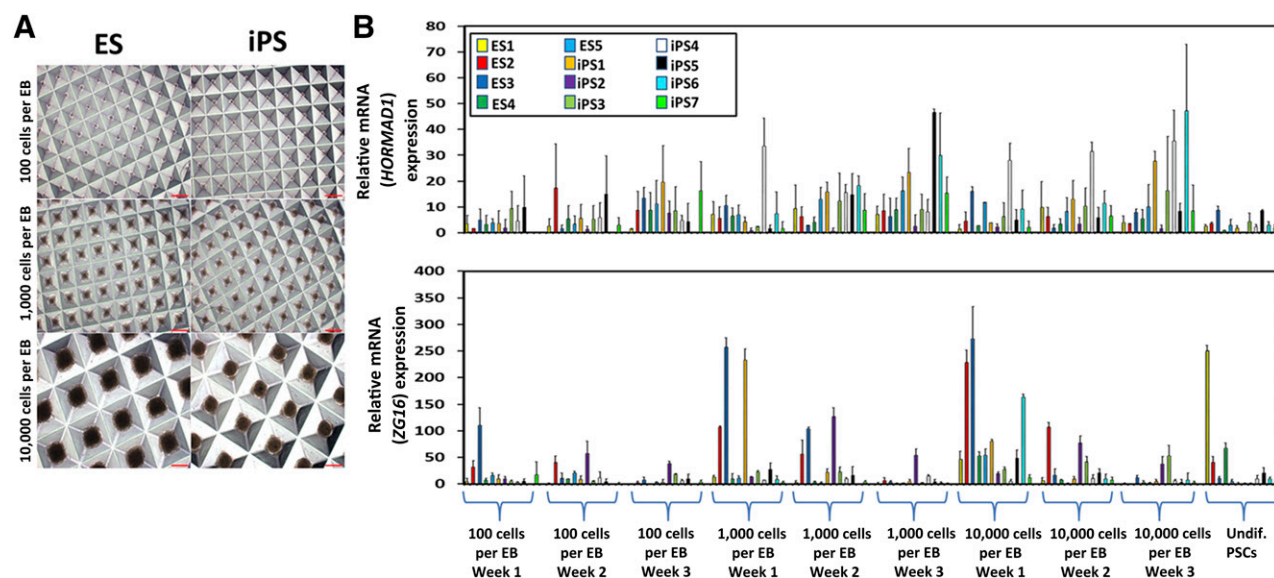 A
ES
iPS
100 cells per EB
1,000 cells per EB
10,000 cells per EB
B
Relative mRNA
(HORMAD1)
expression
80
70
60
50
40
30
20
10
0
ES1
ES2
ES3
ES4
ES5
iPS1
iPS2
iPS3
iPS4
iPS5
iPS6
iPS7
Relative mRNA
(ZG16) expression
400
350
300
250
200
150
100
50
0
100 cells
per EB
Week 1
100 cells
per EB
Week 2
100 cells
per EB
Week 3
1,000 cells
per EB
Week 1
1,000 cells
per EB
Week 2
1,000 cells
per EB
Week 3
10,000 cells
per EB
Week 1
10,000 cells
per EB
Week 2
10,000 cells
per EB
Week 3
Undif.
PSCs